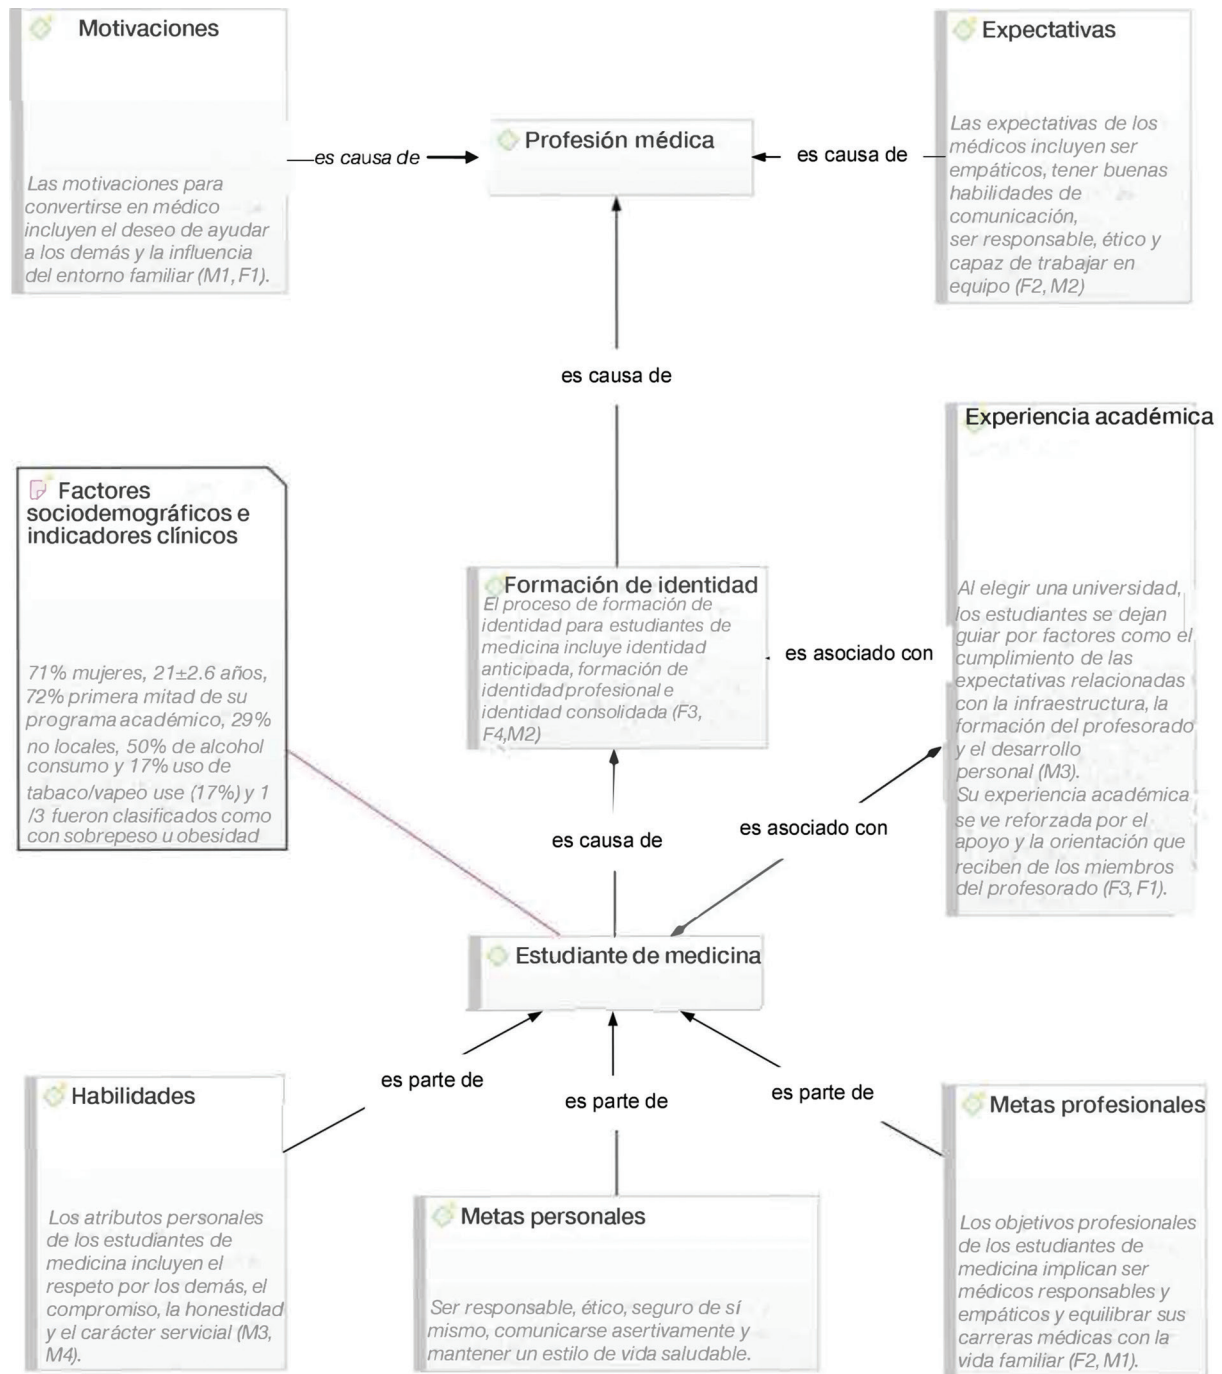 Motivaciones
Las motivaciones para
convertirse en médico
incluyen el deseo de ayudar
a los demás y la influencia
del entorno familiar (M1, F1).
es causa de
Profesión médica
es causa de
Expectativas
Las expectativas de los
médicos incluyen ser
empáticos, tener buenas
habilidades de
comunicación,
ser responsable, ético y
capaz de trabajar en
equipo (F2, M2)
es causa de
Factores
sociodemográficos e
indicadores clínicos
71% mujeres, 21±2.6 años,
72% primera mitad de su
programa académico, 29%
no locales, 50% de alcohol
consumo y 17% uso de
tabaco/vapeo use (17%) y 1
/3 fueron clasificados como
con sobrepeso u obesidad
Formación de identidad
El proceso de formación de
identidad para estudiantes de
medicina incluye identidad
anticipada, formación de
identidad profesional e
identidad consolidada (F3,
F4,M2)
es asociado con
Experiencia académica
Al elegir una universidad,
los estudiantes se dejan
guiar por factores como el
cumplimiento de las
expectativas relacionadas
con la infraestructura, la
formación del profesorado
y el desarrollo
personal (M3).
Su experiencia académica
se ve reforzada por el
apoyo y la orientación que
reciben de los miembros
del profesorado (F3, F1).
es causa de
es asociado con
Estudiante de medicina
es parte de
es parte de
es parte de
Habilidades
Los atributos personales
de los estudiantes de
medicina incluyen el
respeto por los demás, el
compromiso, la honestidad
y el carácter servicial (M3,
M4).
Metas personales
Ser responsable, ético, seguro de sí
mismo, comunicarse asertivamente y
mantener un estilo de vida saludable.
Metas profesionales
Los objetivos profesionales
de los estudiantes de
medicina implican ser
médicos responsables y
empáticos y equilibrar sus
carreras médicas con la
vida familiar (F2, M1).